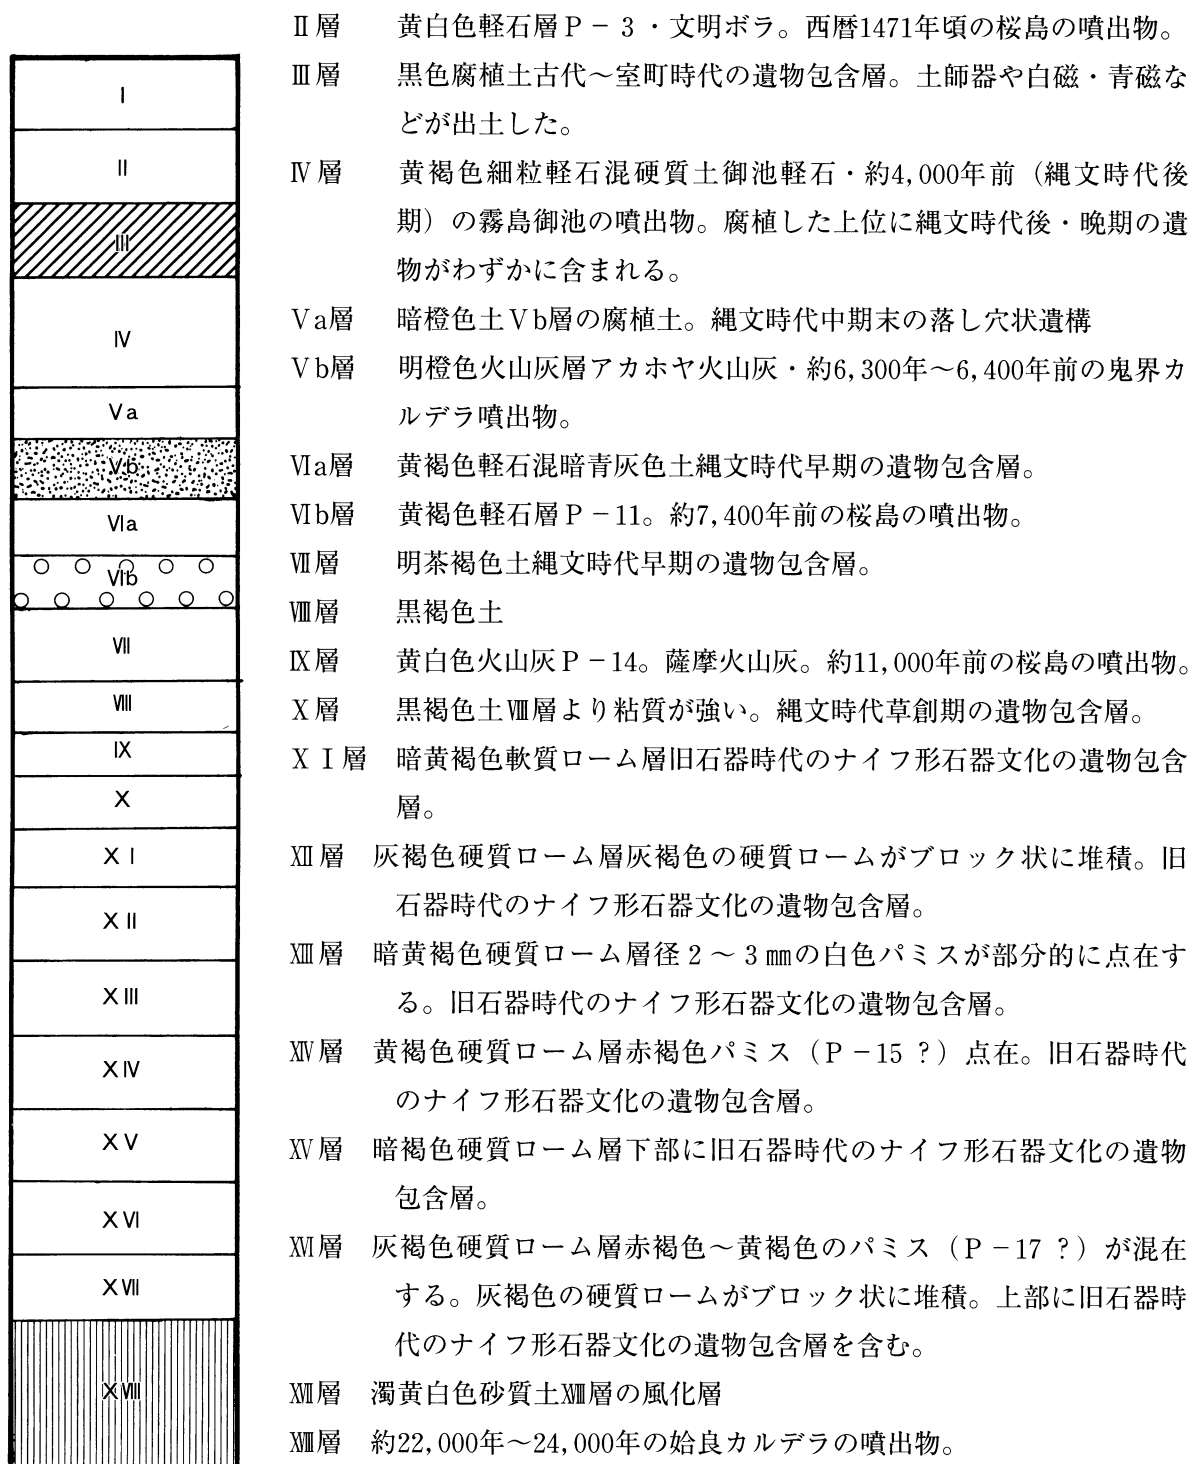 Ⅱ層 黄白色軽石層Ｐ－３・文明ボラ。西暦1471年頃の桜島の噴出物。
Ⅲ層 黒色腐植土古代～室町時代の遺物包含層。土師器や白磁・青磁な
どが出土した。
Ⅳ層 黄褐色細粒軽石混硬質土御池軽石・約4,000年前（縄文時代後
期）の霧島御池の噴出物。腐植した上位に縄文時代後・晩期の遺
物がわずかに含まれる。
Ⅴa層 暗橙色土Ⅴb層の腐植土。縄文時代中期末の落し穴状遺構
Ⅴb層 明橙色火山灰層アカホヤ火山灰・約6,300年～6,400年前の鬼界カ
ルデラ噴出物。
Ⅵa層 黄褐色軽石混暗青灰色土縄文時代早期の遺物包含層。
Ⅵb層 黄褐色軽石層Ｐ－11。約7,400年前の桜島の噴出物。
Ⅶ層 明茶褐色土縄文時代早期の遺物包含層。
Ⅷ層 黒褐色土
Ⅸ層 黄白色火山灰Ｐ－14。薩摩火山灰。約11,000年前の桜島の噴出物。
Ⅹ層 黒褐色土Ⅷ層より粘質が強い。縄文時代草創期の遺物包含層。
ⅩⅠ層 暗黄褐色軟質ローム層旧石器時代のナイフ形石器文化の遺物包含
層。
ⅩⅡ層 灰褐色硬質ローム層灰褐色の硬質ロームがブロック状に堆積。旧
石器時代のナイフ形石器文化の遺物包含層。
ⅩⅢ層 暗黄褐色硬質ローム層径２～３㎜の白色パミスが部分的に点在す
る。旧石器時代のナイフ形石器文化の遺物包含層。
ⅩⅣ層 黄褐色硬質ローム層赤褐色パミス（Ｐ－15？）点在。旧石器時代
のナイフ形石器文化の遺物包含層。
ⅩⅤ層 暗褐色硬質ローム層下部に旧石器時代のナイフ形石器文化の遺物
包含層。
ⅩⅥ層 灰褐色硬質ローム層赤褐色～黄褐色のパミス（Ｐ－17？）が混在
する。灰褐色の硬質ロームがブロック状に堆積。上部に旧石器時
代のナイフ形石器文化の遺物包含層を含む。
ⅩⅦ層 濁黄白色砂質土ⅩⅧ層の風化層
ⅩⅧ層 約22,000年～24,000年の姶良カルデラの噴出物。
Ⅰ
Ⅱ
Ⅲ
Ⅳ
Ⅴa
Ⅴb
Ⅵa
Ⅵb
Ⅶ
Ⅷ
Ⅸ
Ⅹ
ⅩⅠ
ⅩⅡ
ⅩⅢ
ⅩⅣ
ⅩⅤ
ⅩⅥ
ⅩⅦ
ⅩⅧ